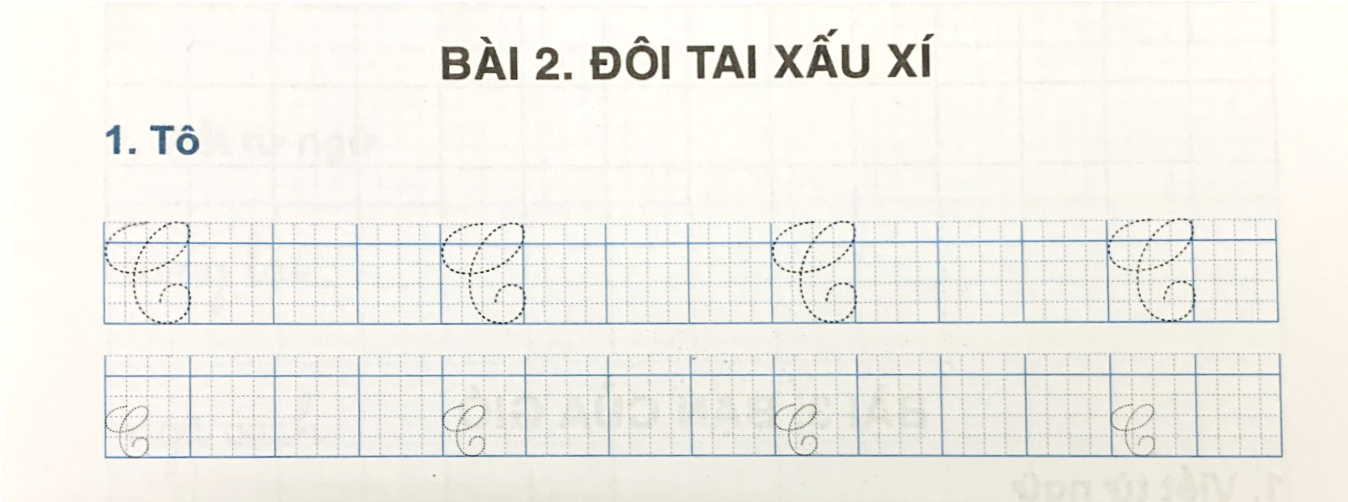 BÀI 2. ĐÔI TAI XẤU XÍ
1. Tô
C C C C
C C C C